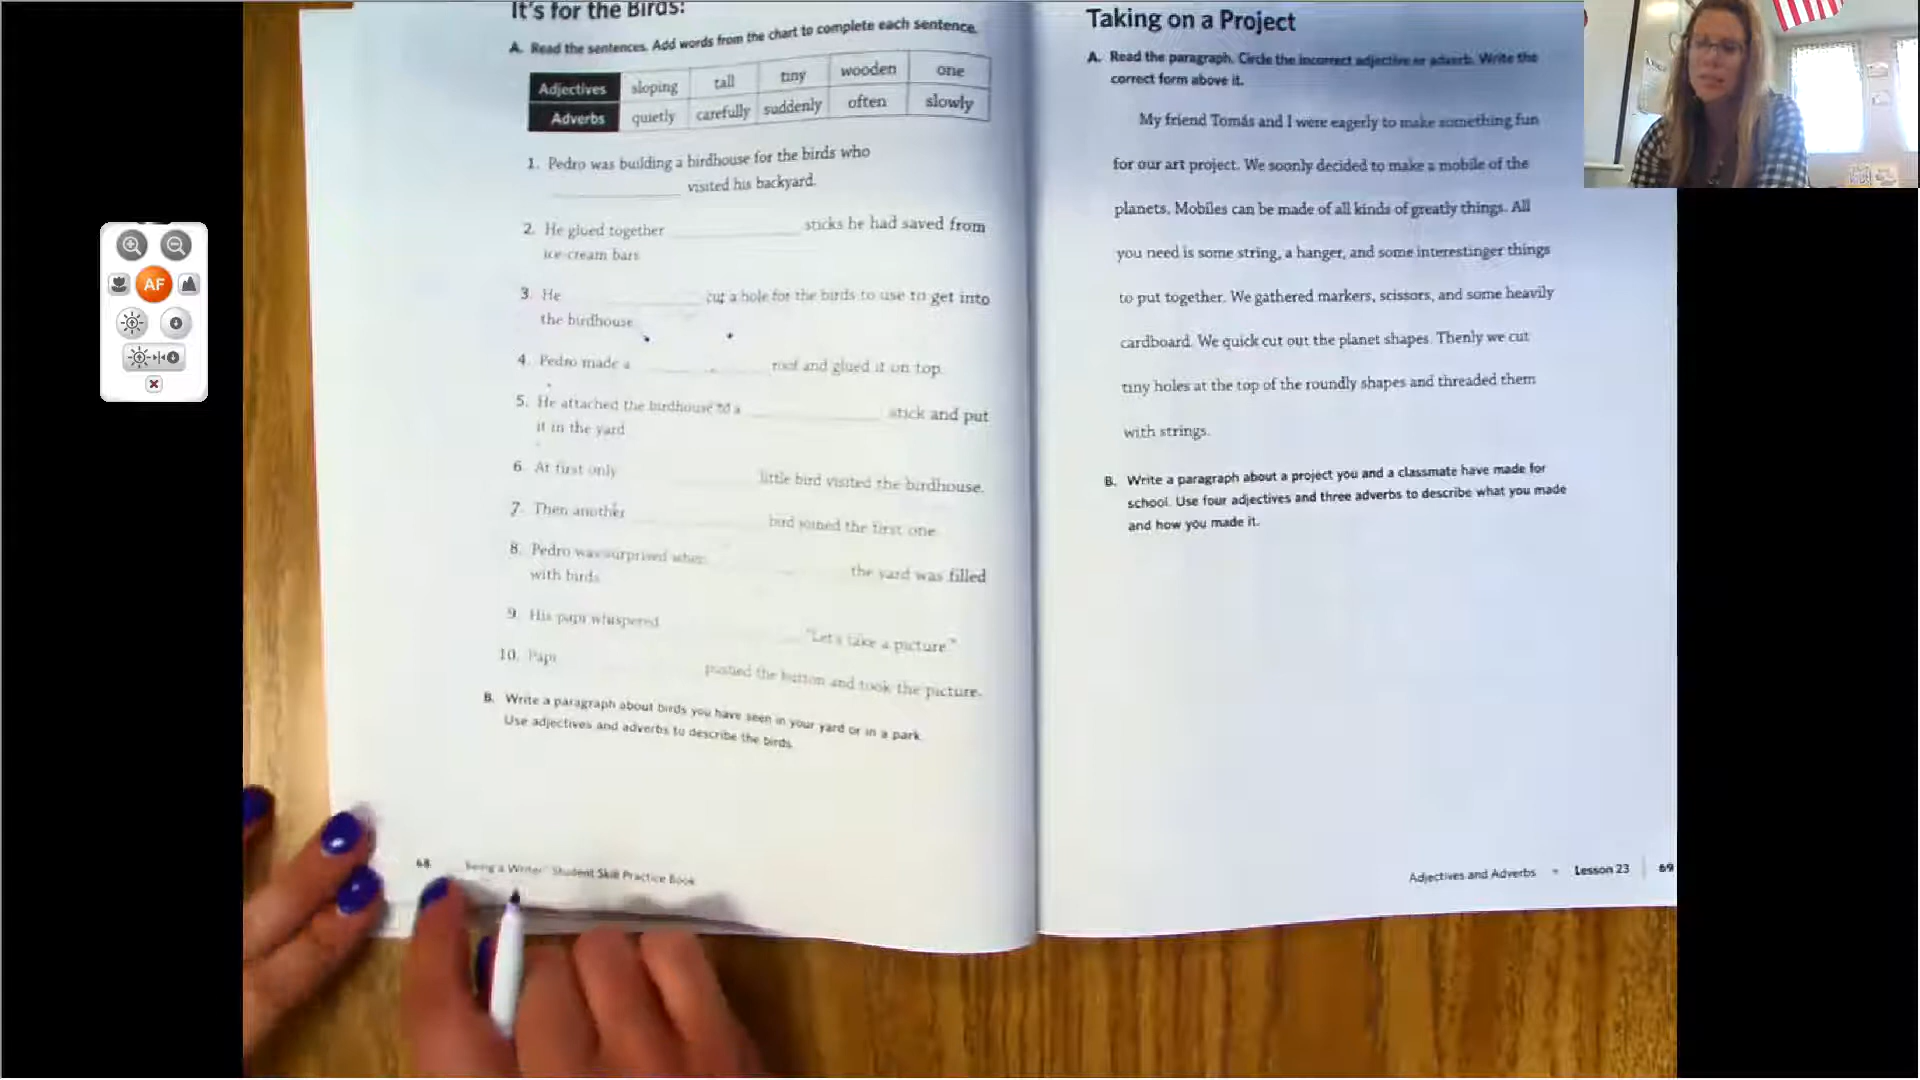 It's for the Birds!
A. Read the sentences. Add words from the chart to complete each sentence.
Adjectives sloping tall tiny wooden one
Adverbs quietly carefully suddenly often slowly
1. Pedro was building a birdhouse for the birds who
visited his backyard.
2. He glued together sticks he had saved from
ice cream bars
3. He cut a hole for the birds to use to get into
the birdhouse
4. Pedro made a roof and glued it on top.
5. He attached the birdhouse to a stick and put
it in the yard
6. At first only little bird visited the birdhouse.
7. Then another bird joined the first one
8. Pedro was surprised when the yard was filled
with birds
9. His papi whispered "Let's take a picture."
10. Papi pushed the button and took the picture.
B. Write a paragraph about birds you have seen in your yard or in a park.
Use adjectives and adverbs to describe the birds.
68 Being a Writer™ Student Skill Practice Book
Taking on a Project
A. Read the paragraph. Circle the incorrect adjective or adverb. Write the
correct form above it.
My friend Tomás and I were eagerly to make something fun
for our art project. We soonly decided to make a mobile of the
planets. Mobiles can be made of all kinds of greatly things. All
you need is some string, a hanger, and some interestinger things
to put together. We gathered markers, scissors, and some heavily
cardboard. We quick cut out the planet shapes. Thenly we cut
tiny holes at the top of the roundly shapes and threaded them
with strings.
B. Write a paragraph about a project you and a classmate have made for
school. Use four adjectives and three adverbs to describe what you made
and how you made it.
Adjectives and Adverbs • Lesson 23 | 69
AF